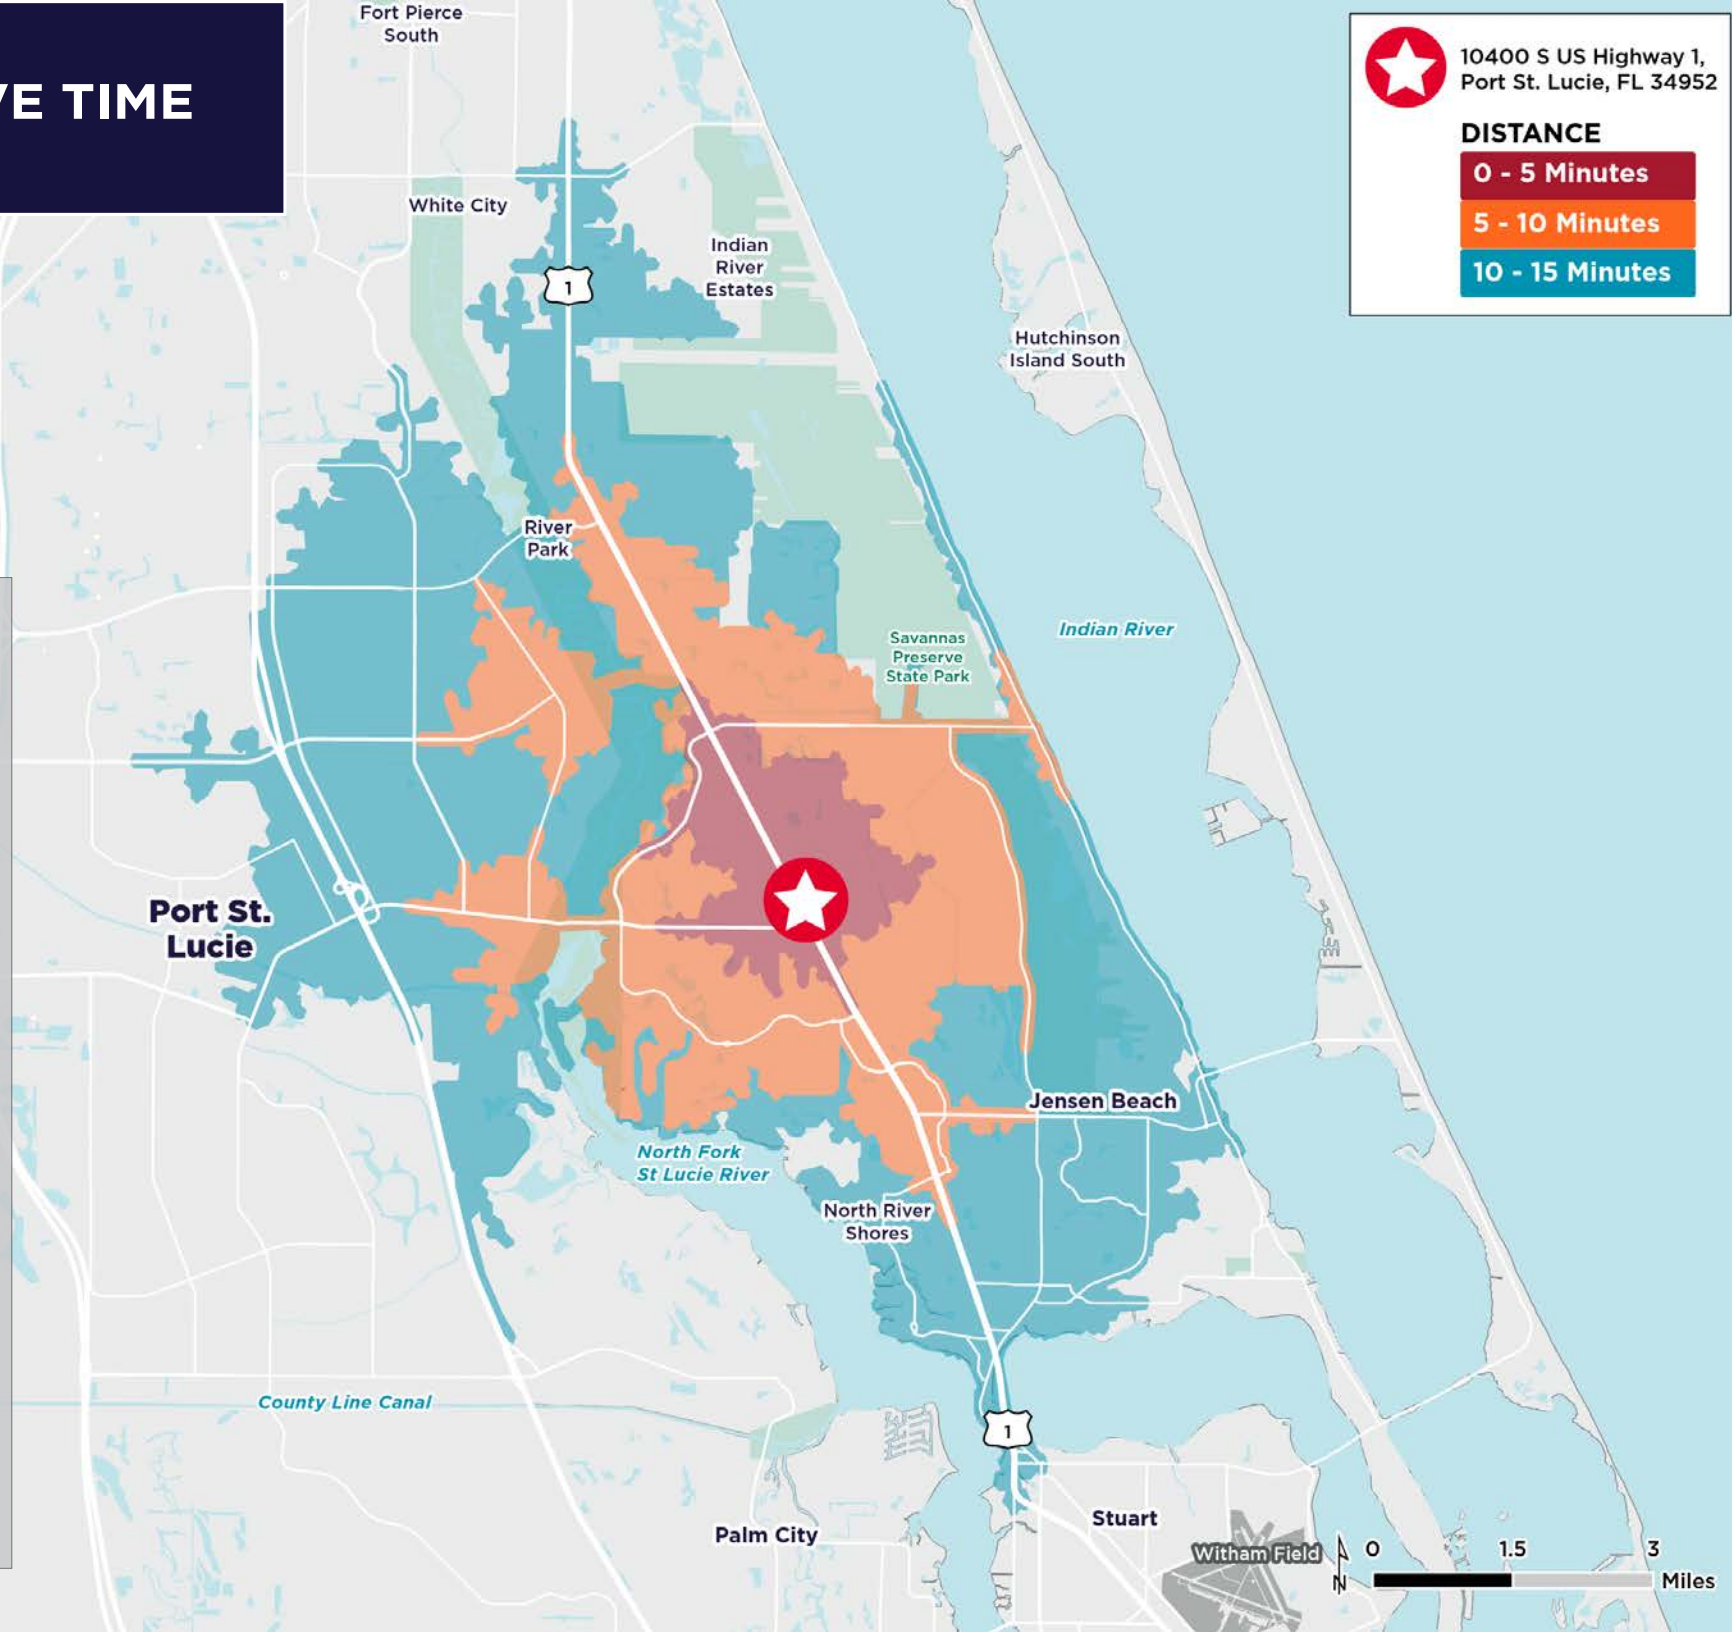 Fort Pierce
South
VE TIME
10400 S US Highway 1,
Port St. Lucie, FL 34952
DISTANCE
0 - 5 Minutes
5 - 10 Minutes
10 - 15 Minutes
White City
Indian
River
Estates
1
Hutchinson
Island South
River
Park
Indian River
Savannas
Preserve
State Park
Port St.
Lucie
Jensen Beach
North Fork
St Lucie River
North River
Shores
County Line Canal
1
Stuart
Palm City
Witham Field
N
0 1.5 3
Miles